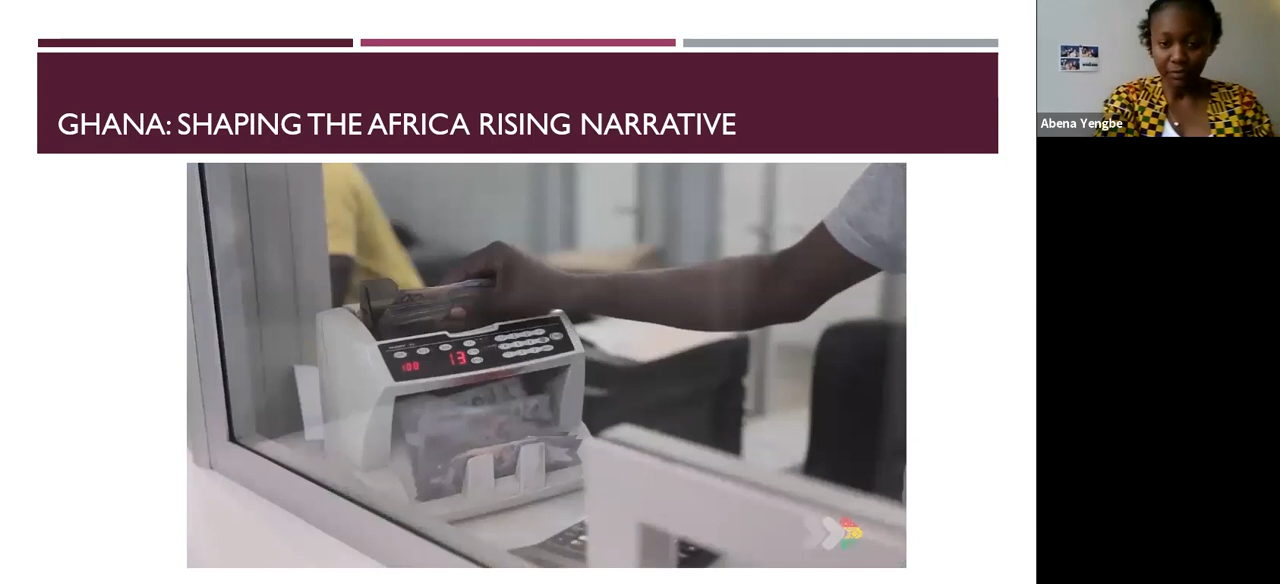 GHANA: SHAPING THE AFRICA RISING NARRATIVE
Abena Yengbe
100
13